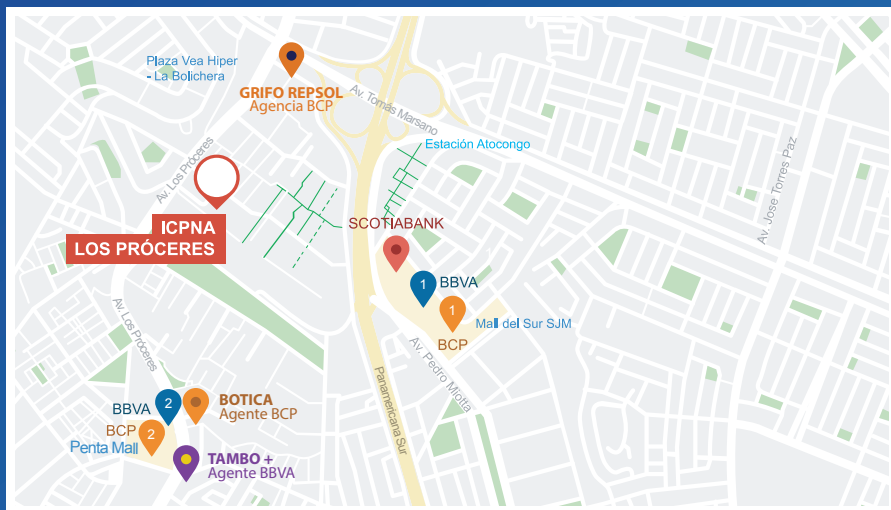 Plaza Vea Hiper
- La Bolichera
GRIFO REPSOL
Agencia BCP
Av. Tomás Marsano
Estación Atocongo
Av. Los Próceres
Av. Jose Torres Paz
ICPNA
LOS PRÓCERES
SCOTIABANK
1
BBVA
1
BCP
Mall del Sur SJM
Av. Los Próceres
Av. Pedro Miotta
Panamericana Sur
BBVA
2
BOTICA
Agente BCP
BCP
2
Penta Mall
TAMBO +
Agente BBVA